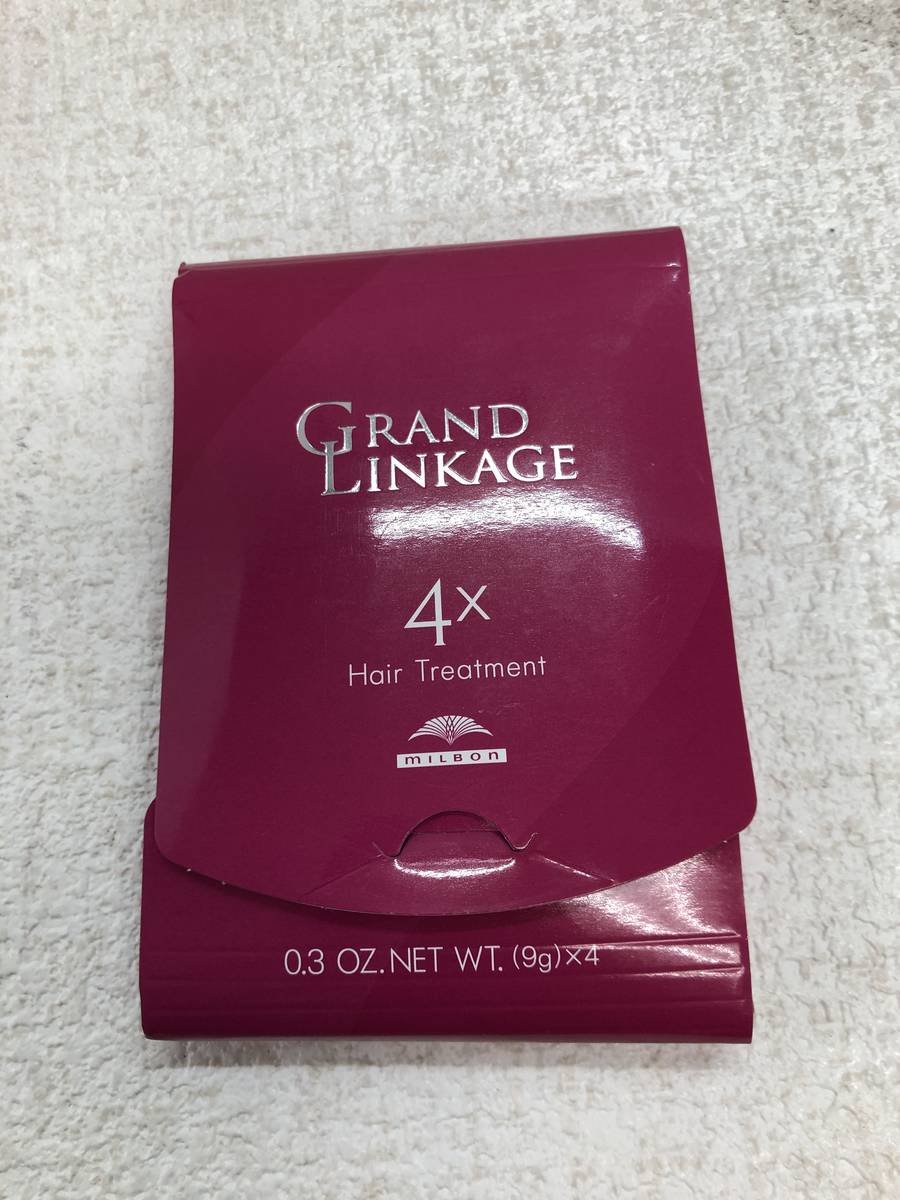 GRAND
LINKAGE
4x
Hair Treatment
MILBON
0.3 OZ. NET WT. (9g)×4